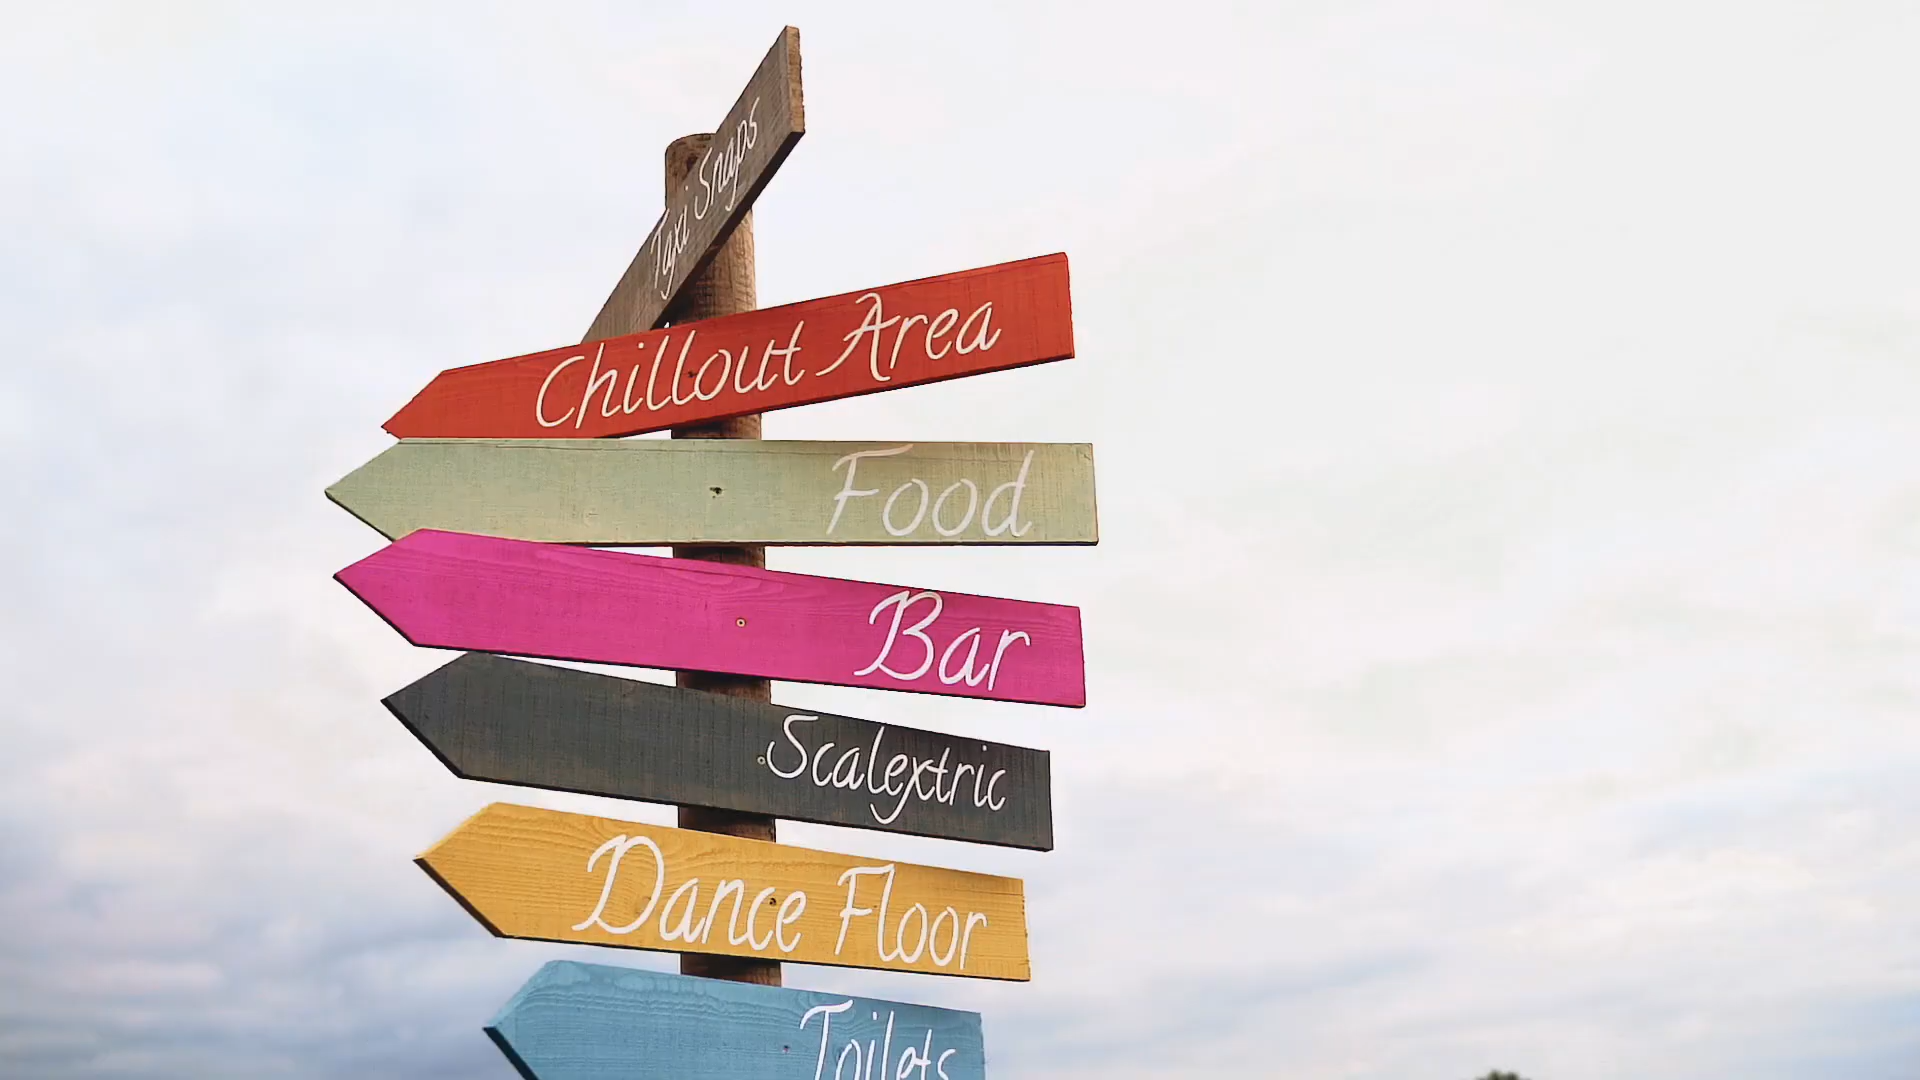 Taxi Snaps
Chillout Area
Food
Bar
Scalextric
Dance Floor
Toilets